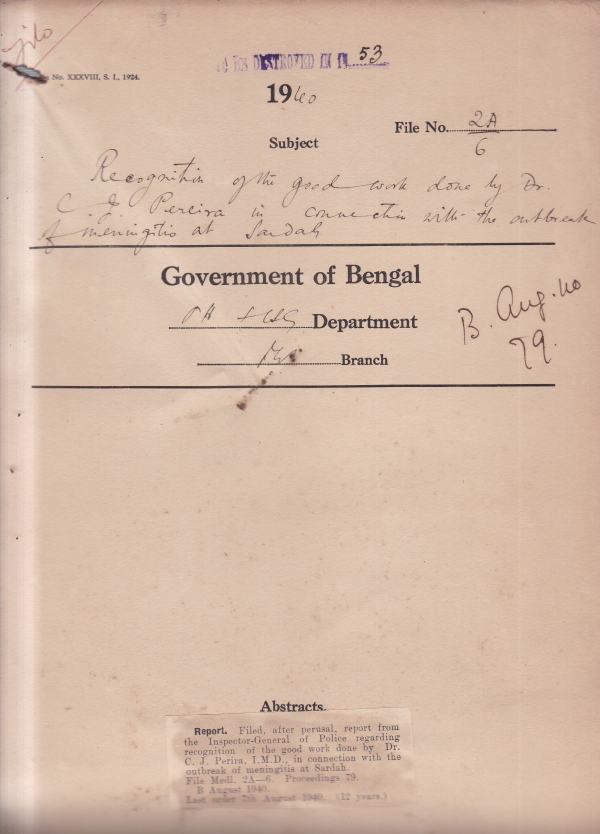 No. XXXVIII, S. I., 1924.
TO BE DESTROYED IN 19 53
1940
File No. 2A
6
Subject
Recognition of the good work done by Dr.
C. J. Pereira in connection with the outbreak
of meningitis at Sardah
Government of Bengal
PH & LSG Department
Branch
B. Aug. 40
79.
Abstracts.
Report. Filed, after perusal, report from
the Inspector-General of Police regarding
recognition of the good work done by Dr.
C. J. Perira, I.M.D., in connection with the
outbreak of meningitis at Sardah.
File Medl. 2A—6. Proceedings 79.
B August 1940.
Last order 7th August 1940. (12 years.)